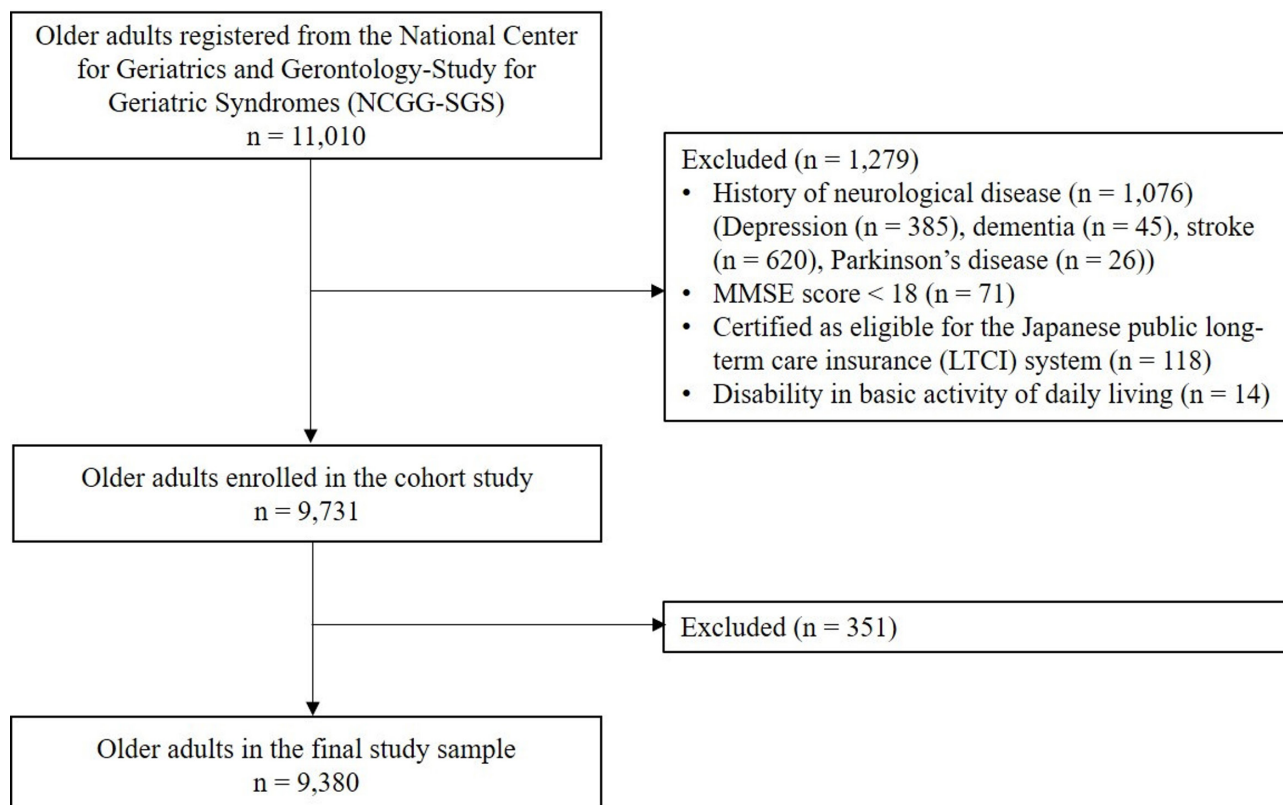 Older adults registered from the National Center
for Geriatrics and Gerontology-Study for
Geriatric Syndromes (NCGG-SGS)
n = 11,010
Excluded (n = 1,279)
• History of neurological disease (n = 1,076)
(Depression (n = 385), dementia (n = 45), stroke
(n = 620), Parkinson’s disease (n = 26))
• MMSE score < 18 (n = 71)
• Certified as eligible for the Japanese public long-
term care insurance (LTCI) system (n = 118)
• Disability in basic activity of daily living (n = 14)
Older adults enrolled in the cohort study
n = 9,731
Excluded (n = 351)
Older adults in the final study sample
n = 9,380